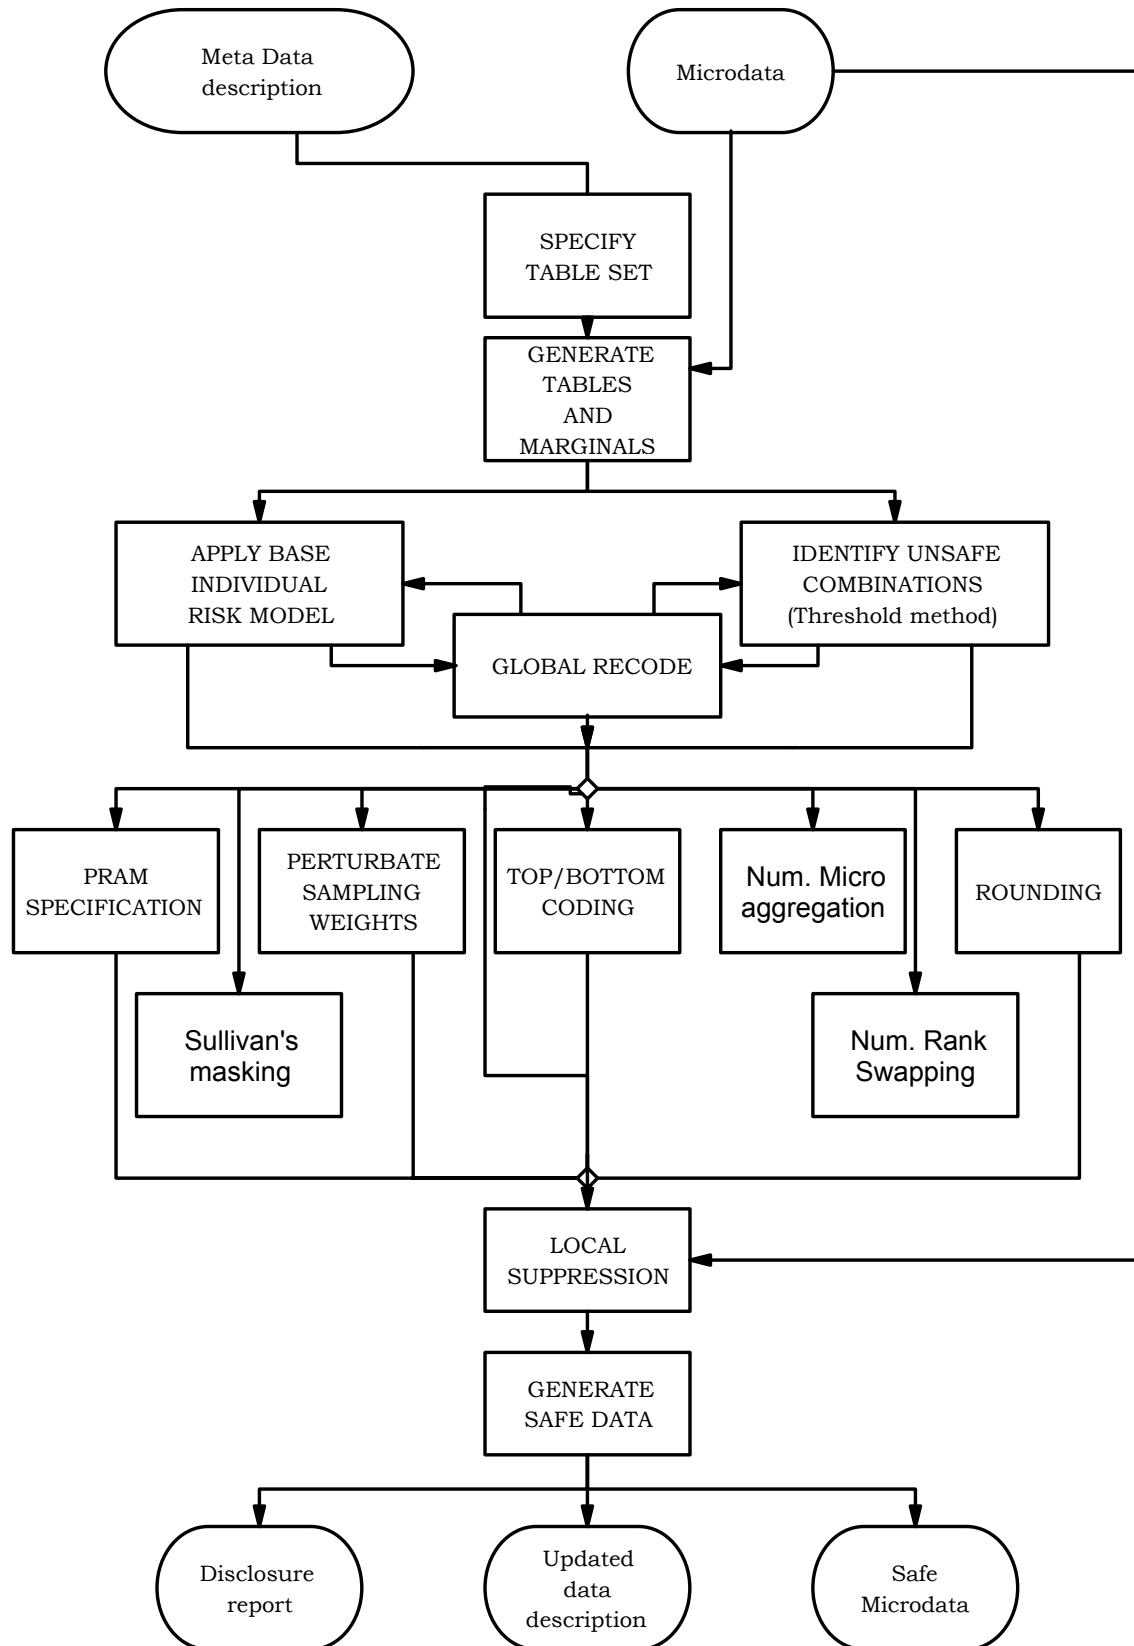 Meta Data
description
Microdata
SPECIFY
TABLE SET
GENERATE
TABLES
AND
MARGINALS
APPLY BASE
INDIVIDUAL
RISK MODEL
IDENTIFY UNSAFE
COMBINATIONS
(Threshold method)
GLOBAL RECODE
PRAM
SPECIFICATION
PERTURBATE
SAMPLING
WEIGHTS
TOP/BOTTOM
CODING
Num. Micro
aggregation
ROUNDING
Sullivan's
masking
Num. Rank
Swapping
LOCAL
SUPPRESSION
GENERATE
SAFE DATA
Disclosure
report
Updated
data
description
Safe
Microdata